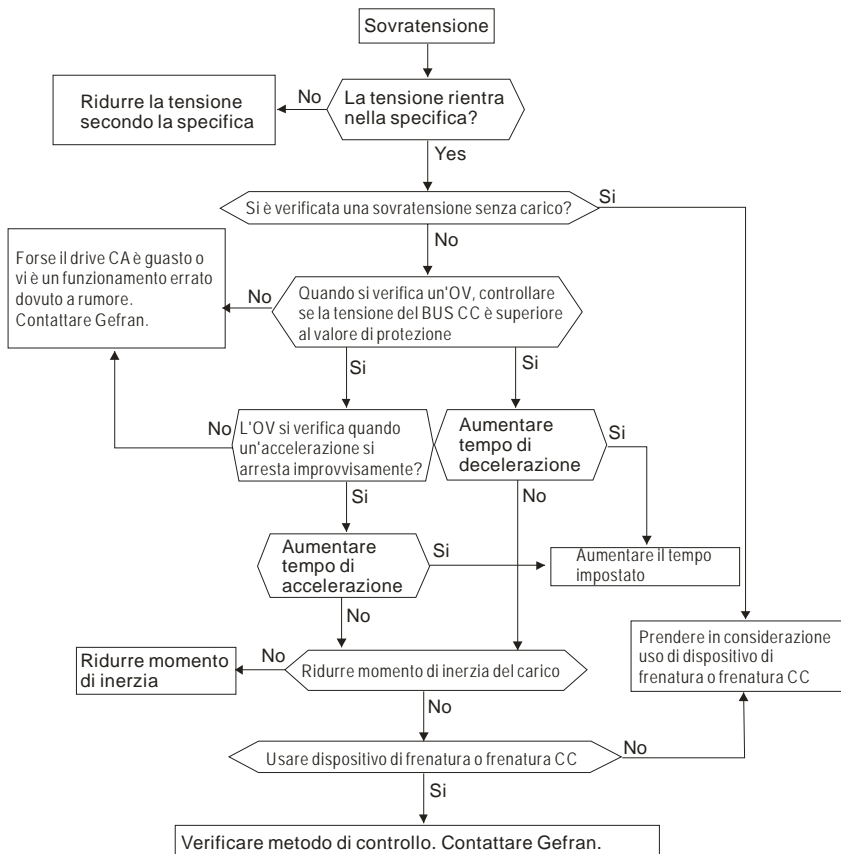 Sovratensione
Ridurre la tensione
secondo la specifica
No
La tensione rientra
nella specifica?
Yes
Si è verificata una sovratensione senza carico?
Si
No
Forse il drive CA è guasto o
vi è un funzionamento errato
dovuto a rumore.
Contattare Gefran.
No
Quando si verifica un'OV, controllare
se la tensione del BUS CC è superiore
al valore di protezione
Si
Si
No
L'OV si verifica quando
un'accelerazione si
arresta improvvisamente?
Aumentare
tempo di
decelerazione
Si
Si
No
Aumentare
tempo di
accelerazione
Si
Aumentare il tempo
impostato
No
Prendere in considerazione
uso di dispositivo di
frenatura o frenatura CC
Ridurre momento
di inerzia
No
Ridurre momento di inerzia del carico
No
Usare dispositivo di frenatura o frenatura CC
No
Si
Verificare metodo di controllo. Contattare Gefran.